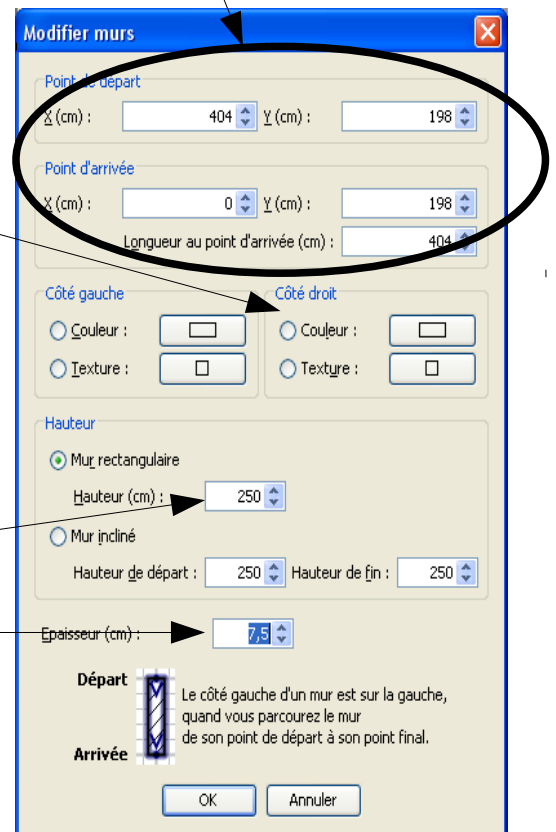 Modifier murs
Point de départ
X (cm) : 404 Y (cm) : 198
Point d'arrivée
X (cm) : 0 Y (cm) : 198
Longueur au point d'arrivée (cm) : 404
Côté gauche Côté droit
Couleur : Couleur :
Texture : Texture :
Hauteur
Mur rectangulaire
Hauteur (cm) : 250
Mur incliné
Hauteur de départ : 250 Hauteur de fin : 250
Epaisseur (cm) : 7,5
Départ
Le côté gauche d'un mur est sur la gauche,
quand vous parcourez le mur
de son point de départ à son point final.
Arrivée
OK Annuler